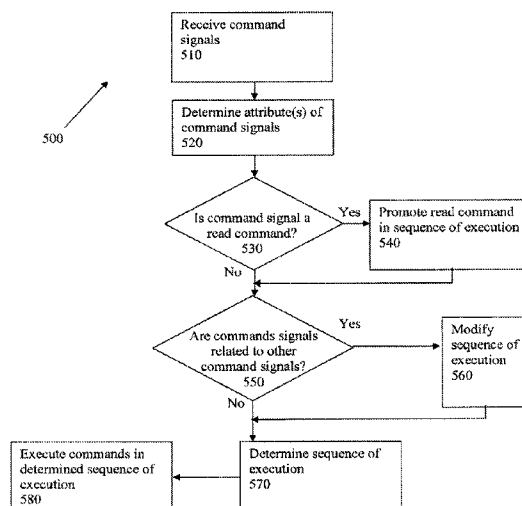 Receive command
signals
510
500
Determine attribute(s) of
command signals
520
Is command signal a
read command?
530
Yes
Promote read command
in sequence of execution
540
No
Are commands signals
related to other
command signals?
550
Yes
Modify
sequence of
execution
560
No
Execute commands in
determined sequence of
execution
580
Determine sequence of
execution
570